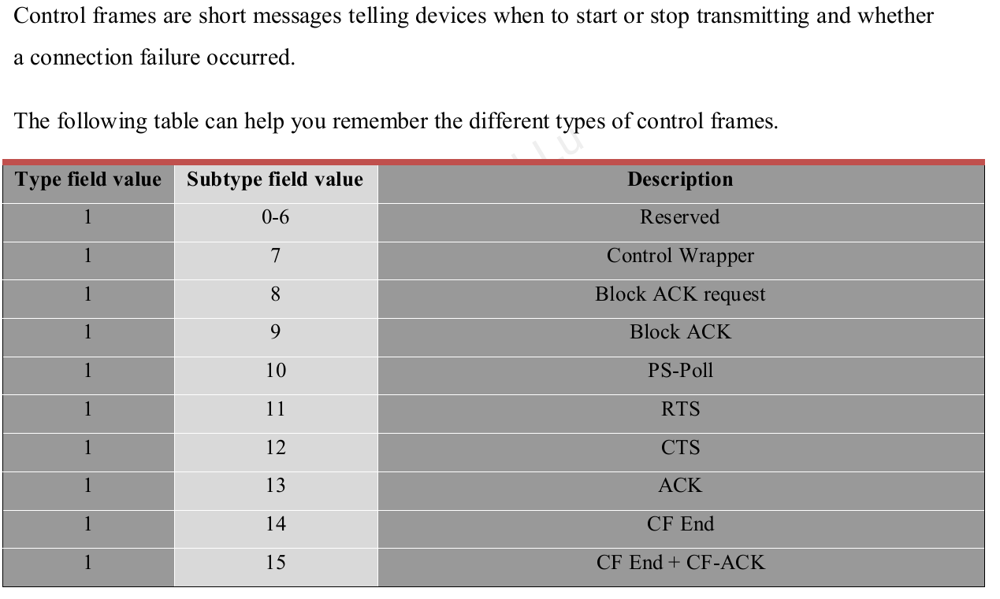 Control frames are short messages telling devices when to start or stop transmitting and whether
a connection failure occurred.
The following table can help you remember the different types of control frames.
Type field value Subtype field value Description
1 0-6 Reserved
1 7 Control Wrapper
1 8 Block ACK request
1 9 Block ACK
1 10 PS-Poll
1 11 RTS
1 12 CTS
1 13 ACK
1 14 CF End
1 15 CF End + CF-ACK